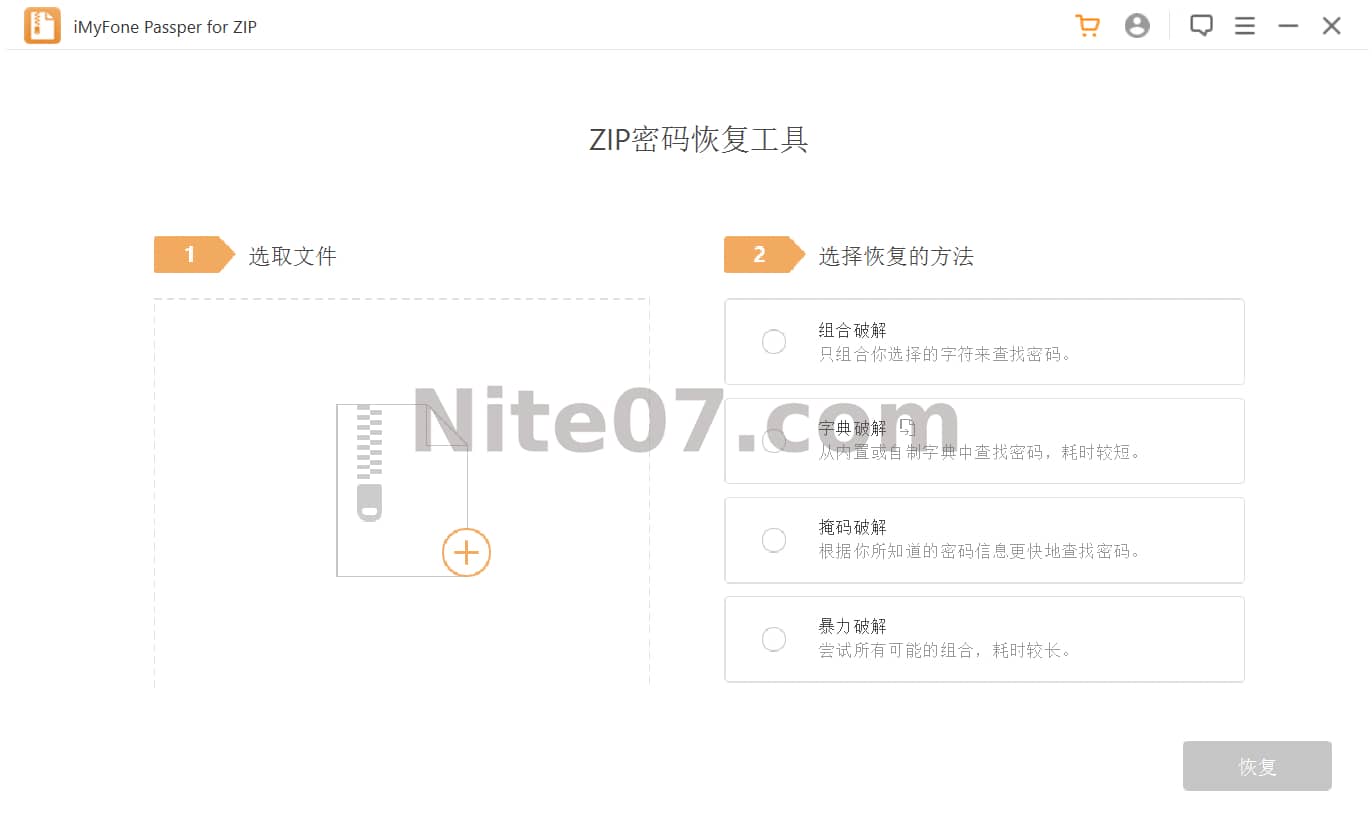 iMyFone Passper for ZIP
ZIP密码恢复工具
1 选取文件
2 选择恢复的方法
组合破解
只组合你选择的字符来查找密码。
字典破解
从内置或自制字典中查找密码，耗时较短。
掩码破解
根据你所知道的密码信息更快地查找密码。
暴力破解
尝试所有可能的组合，耗时较长。
Nite07.com
恢复